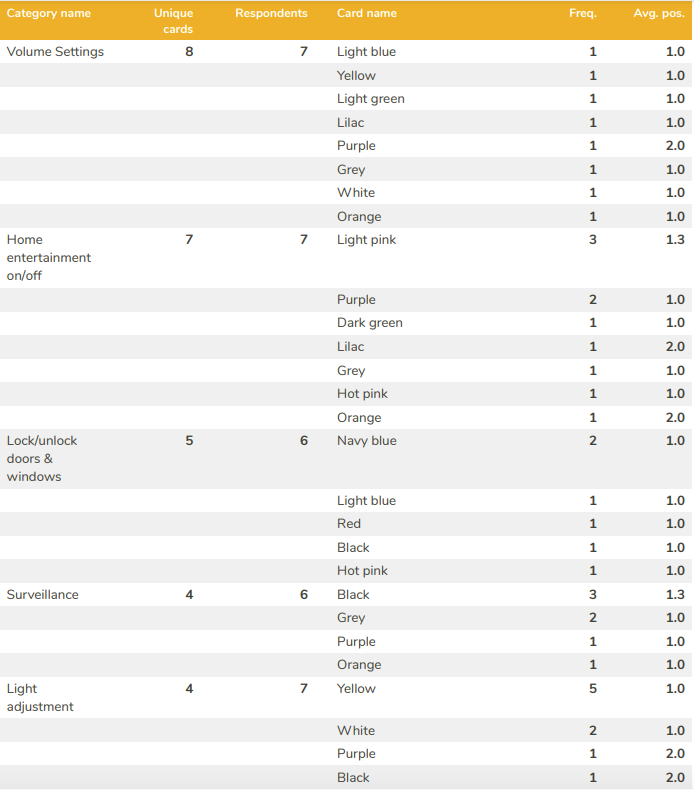 Category name Unique cards Respondents Card name Freq. Avg. pos.
Volume Settings 8 7 Light blue 1 1.0
Yellow 1 1.0
Light green 1 1.0
Lilac 1 1.0
Purple 1 2.0
Grey 1 1.0
White 1 1.0
Orange 1 1.0
Home entertainment on/off 7 7 Light pink 3 1.3
Purple 2 1.0
Dark green 1 1.0
Lilac 1 2.0
Grey 1 1.0
Hot pink 1 1.0
Orange 1 2.0
Lock/unlock doors & windows 5 6 Navy blue 2 1.0
Light blue 1 1.0
Red 1 1.0
Black 1 1.0
Hot pink 1 1.0
Surveillance 4 6 Black 3 1.3
Grey 2 1.0
Purple 1 1.0
Orange 1 1.0
Light adjustment 4 7 Yellow 5 1.0
White 2 1.0
Purple 1 2.0
Black 1 2.0